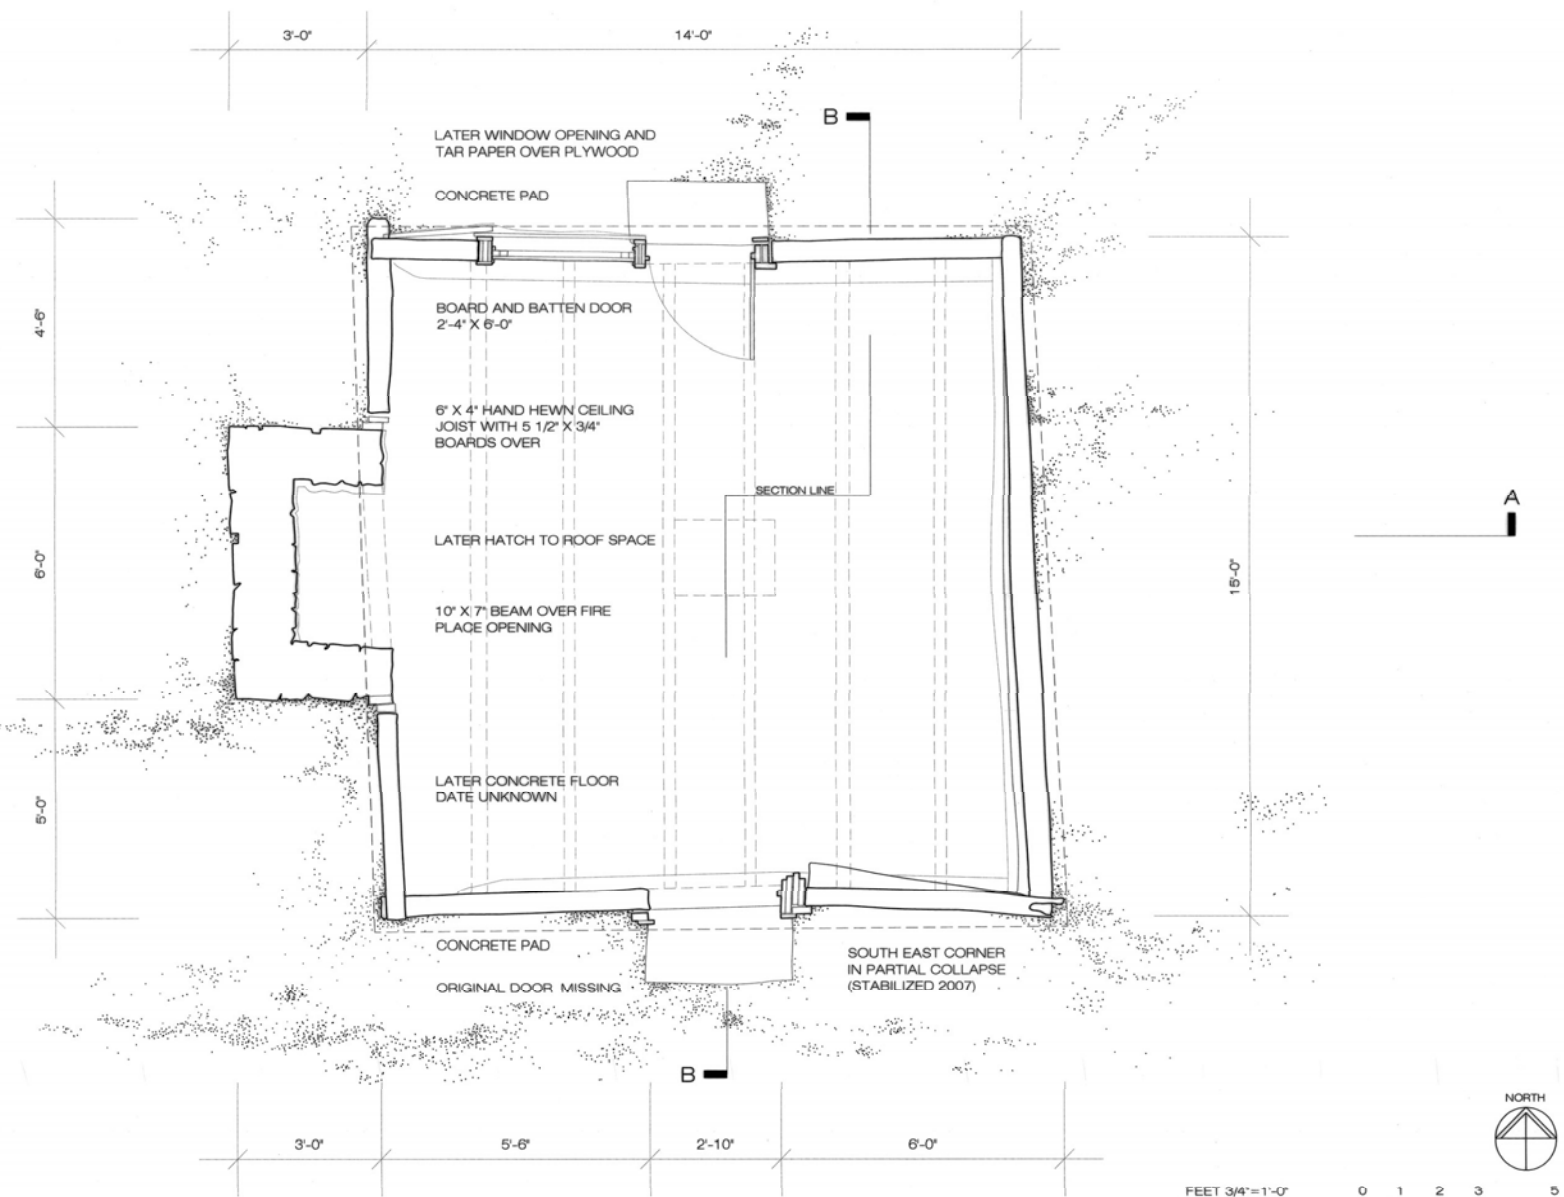 3'-0"
14'-0"
B
LATER WINDOW OPENING AND
TAR PAPER OVER PLYWOOD
CONCRETE PAD
4'-6"
BOARD AND BATTEN DOOR
2'-4" X 6'-0"
6" X 4" HAND HEWN CEILING
JOIST WITH 5 1/2" X 3/4"
BOARDS OVER
SECTION LINE
A
LATER HATCH TO ROOF SPACE
6'-0"
15'-0"
10" X 7" BEAM OVER FIRE
PLACE OPENING
LATER CONCRETE FLOOR
DATE UNKNOWN
5'-0"
CONCRETE PAD
ORIGINAL DOOR MISSING
SOUTH EAST CORNER
IN PARTIAL COLLAPSE
(STABILIZED 2007)
B
3'-0"
5'-6"
2'-10"
6'-0"
NORTH
FEET 3/4"=1'-0"
0 1 2 3 5